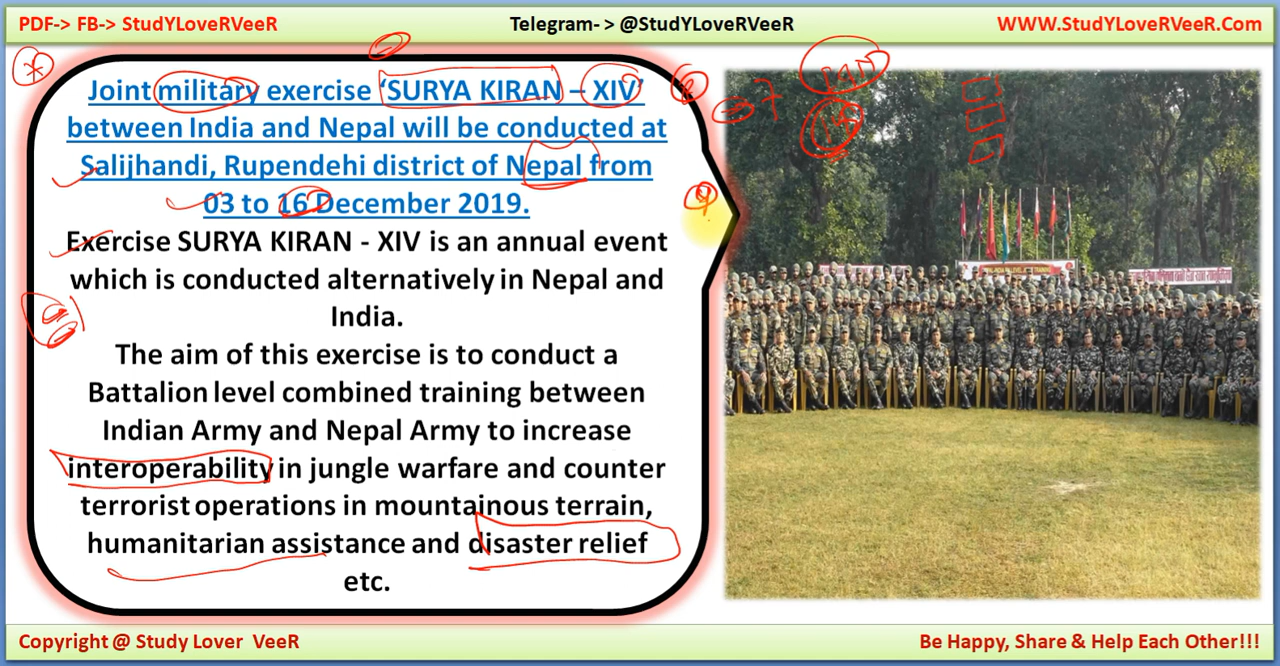 PDF-> FB-> StudYLoveRVeeR
Telegram- > @StudYLoveRVeeR
WWW.StudYLoveRVeeR.Com
Joint military exercise ‘SURYA KIRAN – XIV’
between India and Nepal will be conducted at
Salijhandi, Rupendehi district of Nepal from
03 to 16 December 2019.
Exercise SURYA KIRAN - XIV is an annual event
which is conducted alternatively in Nepal and
India.
The aim of this exercise is to conduct a
Battalion level combined training between
Indian Army and Nepal Army to increase
interoperability in jungle warfare and counter
terrorist operations in mountainous terrain,
humanitarian assistance and disaster relief
etc.
Copyright @ Study Lover VeeR
Be Happy, Share & Help Each Other!!!